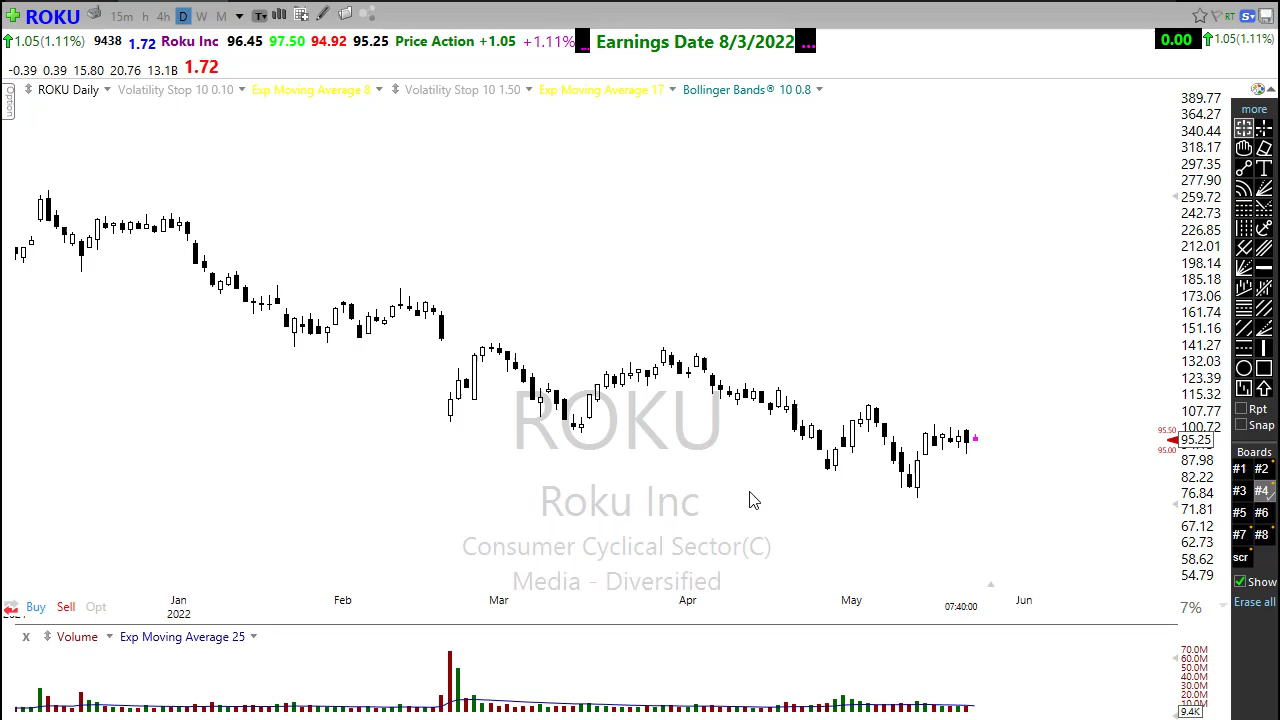 ROKU 15m h 4h D W M T RT S
1.05(1.11%) 9438 1.72 Roku Inc 96.45 97.50 94.92 95.25 Price Action +1.05 +1.11% ... Earnings Date 8/3/2022 ... 0.00 1.05(1.11%)
-0.39 0.39 15.80 20.76 13.1B 1.72
Option
ROKU Daily Volatility Stop 10 0.10 Exp Moving Average 8 Volatility Stop 10 1.50 Exp Moving Average 17 Bollinger Bands® 10 0.8
389.77
364.27
340.44
318.17
297.35
277.90
259.72
242.73
226.85
212.01
198.14
185.18
173.06
161.74
151.16
141.27
132.03
123.39
115.32
107.77
100.72
95.50
95.25
95.00
87.98
82.22
76.84
71.81
67.12
62.73
58.62
54.79
ROKU
Roku Inc
Consumer Cyclical Sector(C)
Media - Diversified
Jan Feb Mar Apr May Jun
2022 07:40:00
Buy Sell Opt 7%
X Volume Exp Moving Average 25
70.0M
60.0M
50.0M
40.0M
30.0M
20.0M
9.4K
more
T
Rpt
Snap
Boards
#1 #2
#3 #4
#5 #6
#7 #8
scr
Show
Erase all